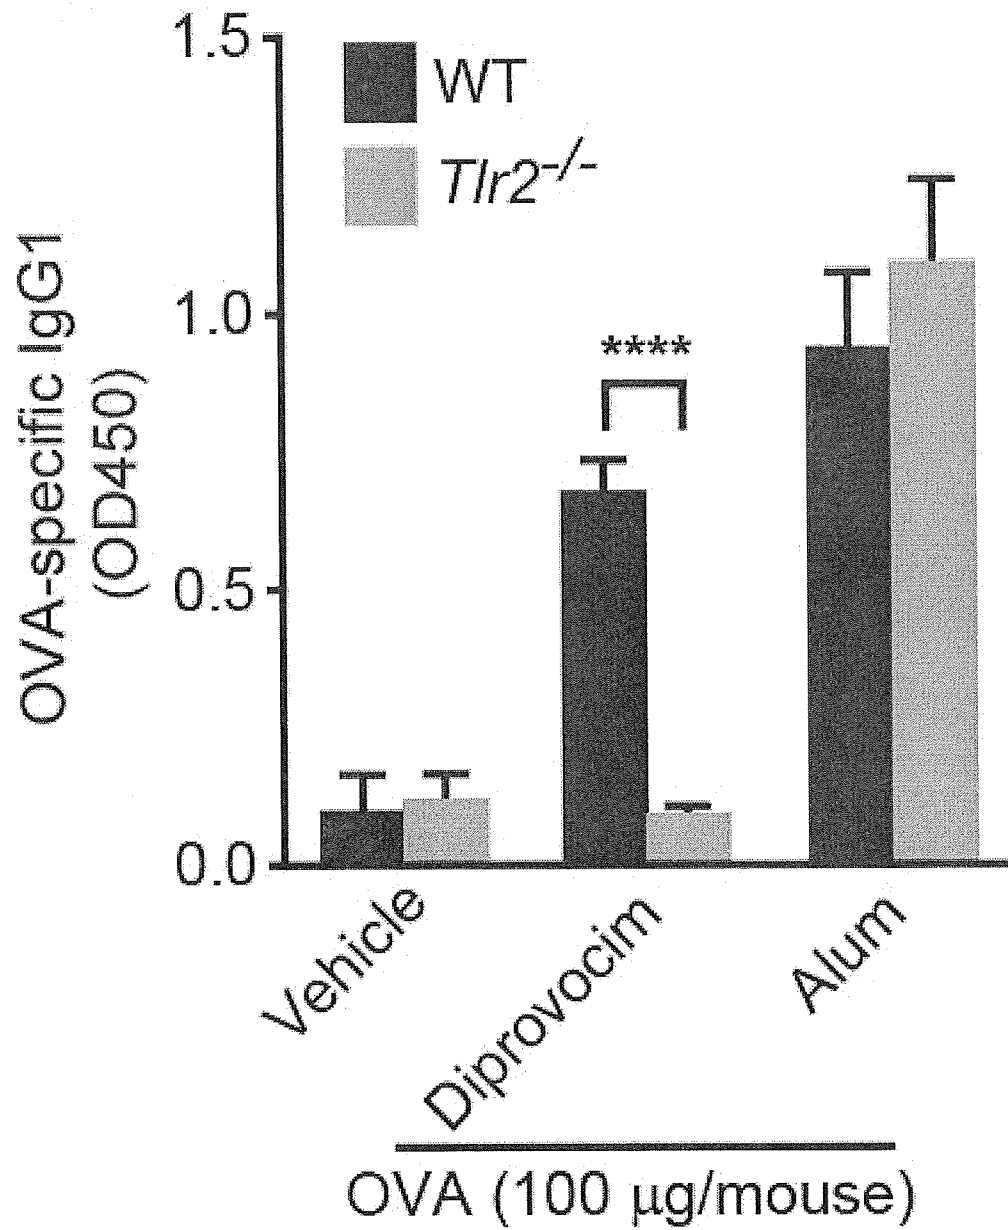 1.5
1.0
0.5
0.0
OVA-specific IgG1
(OD450)
WT
Tlr2-/-
****
Vehicle
Diprovocim
Alum
OVA (100 μg/mouse)